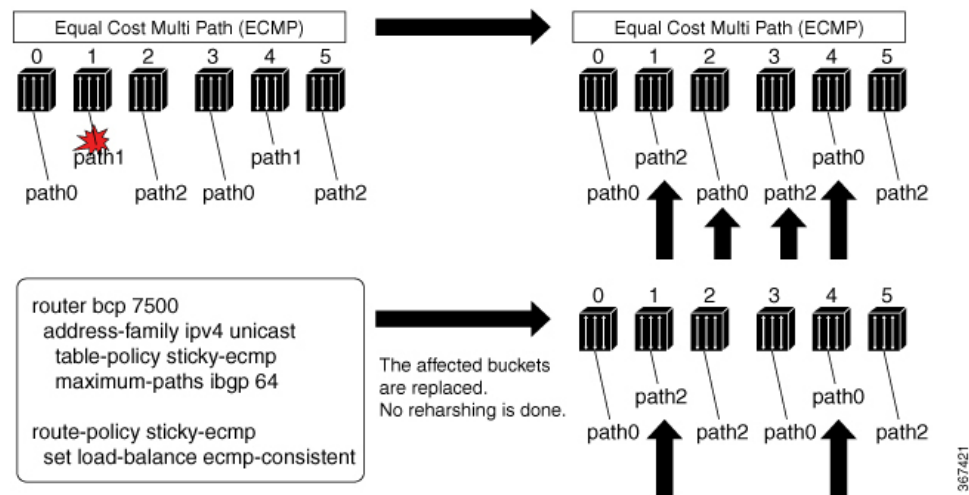 Equal Cost Multi Path (ECMP)
0 1 2 3 4 5
path1 path1
path0 path2 path0 path2
Equal Cost Multi Path (ECMP)
0 1 2 3 4 5
path2 path0
path0 path0 path2 path2
router bcp 7500
address-family ipv4 unicast
table-policy sticky-ecmp
maximum-paths ibgp 64
route-policy sticky-ecmp
set load-balance ecmp-consistent
The affected buckets
are replaced.
No reharshing is done.
0 1 2 3 4 5
path2 path0
path0 path2 path0 path2
367421